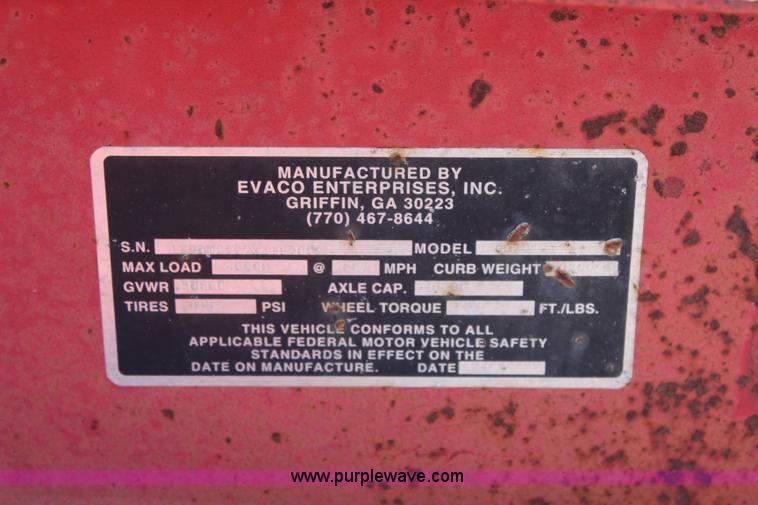 MANUFACTURED BY
EVACO ENTERPRISES, INC.
GRIFFIN, GA 30223
(770) 467-8644
S.N. MODEL
MAX LOAD @ MPH CURB WEIGHT
GVWR AXLE CAP.
TIRES PSI WHEEL TORQUE FT./LBS.
THIS VEHICLE CONFORMS TO ALL
APPLICABLE FEDERAL MOTOR VEHICLE SAFETY
STANDARDS IN EFFECT ON THE
DATE ON MANUFACTURE. DATE
www.purplewave.com